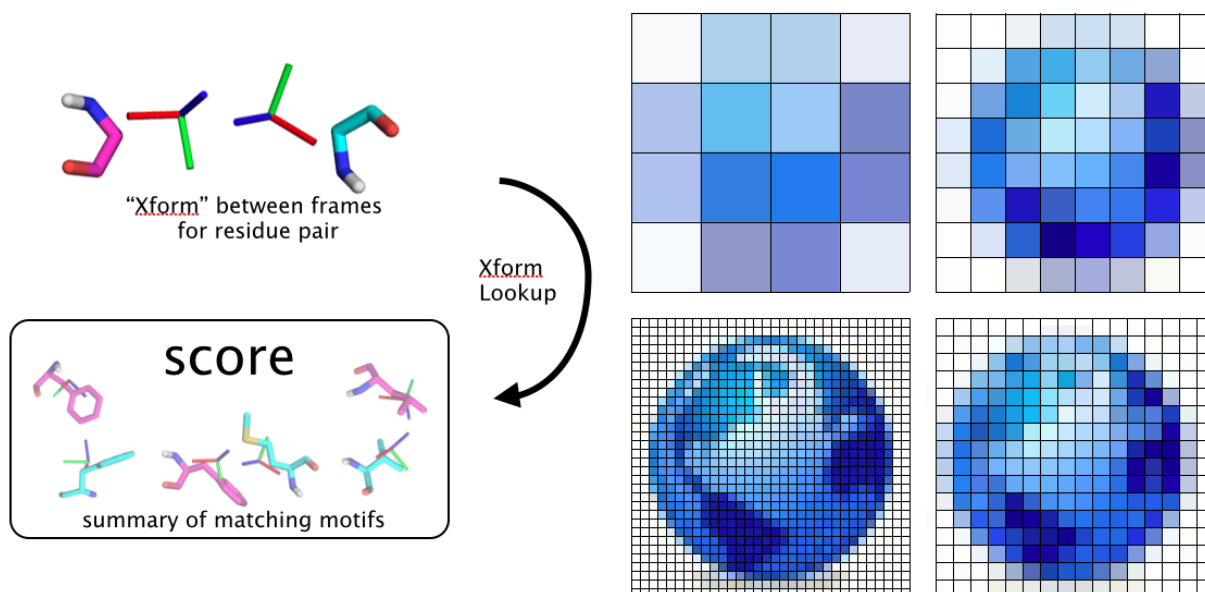 “Xform” between frames
for residue pair
Xform
Lookup
score
summary of matching motifs